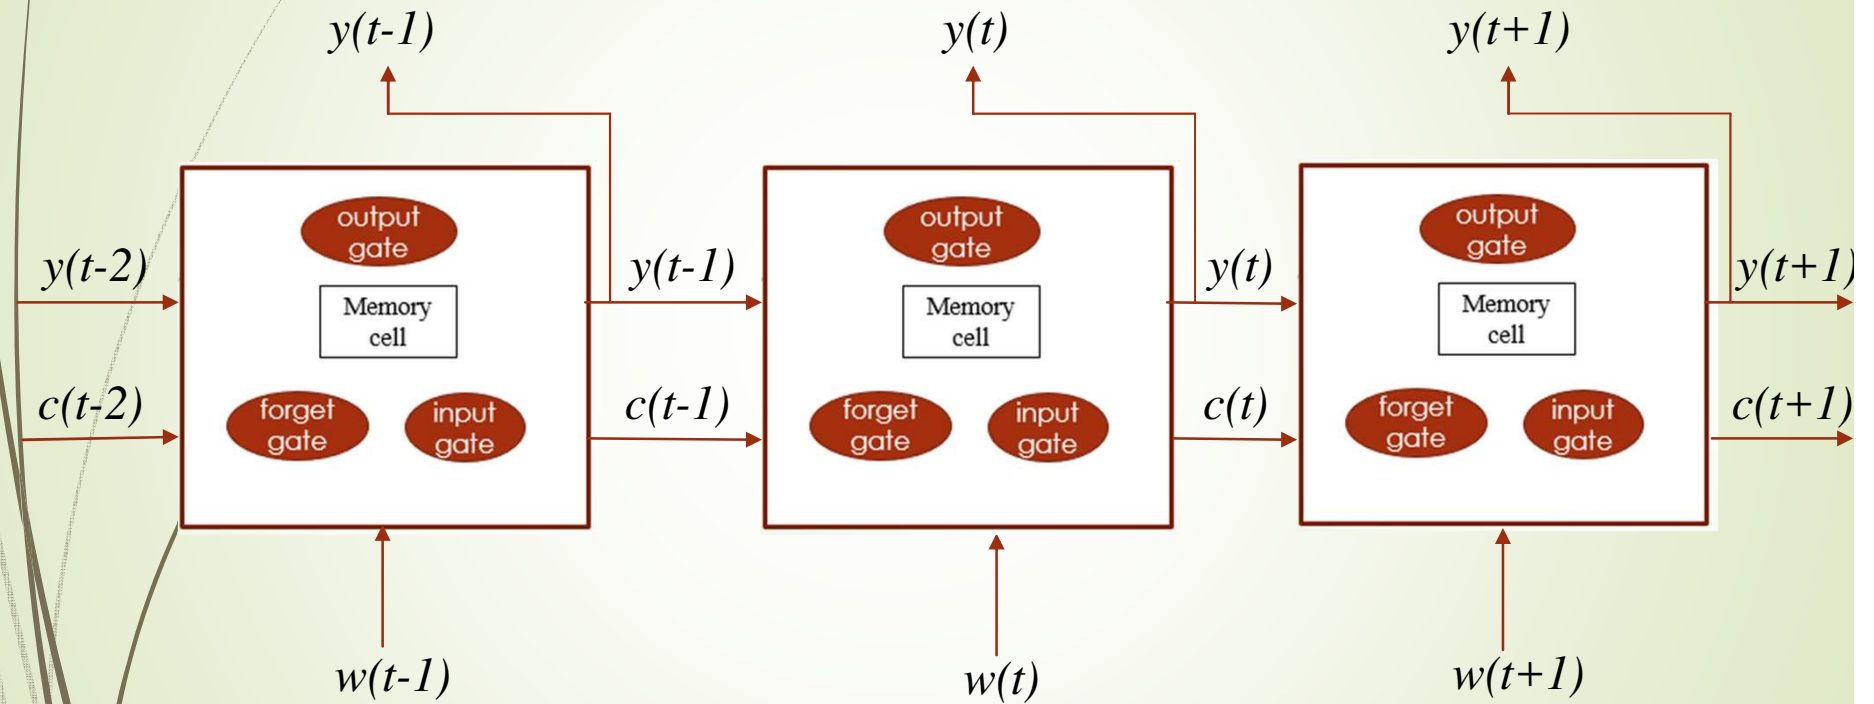 y(t-1)
y(t)
y(t+1)
output
gate
output
gate
output
gate
y(t-2)
y(t-1)
y(t)
y(t+1)
Memory
cell
Memory
cell
Memory
cell
c(t-2)
c(t-1)
c(t)
c(t+1)
forget
gate
input
gate
forget
gate
input
gate
forget
gate
input
gate
w(t-1)
w(t)
w(t+1)